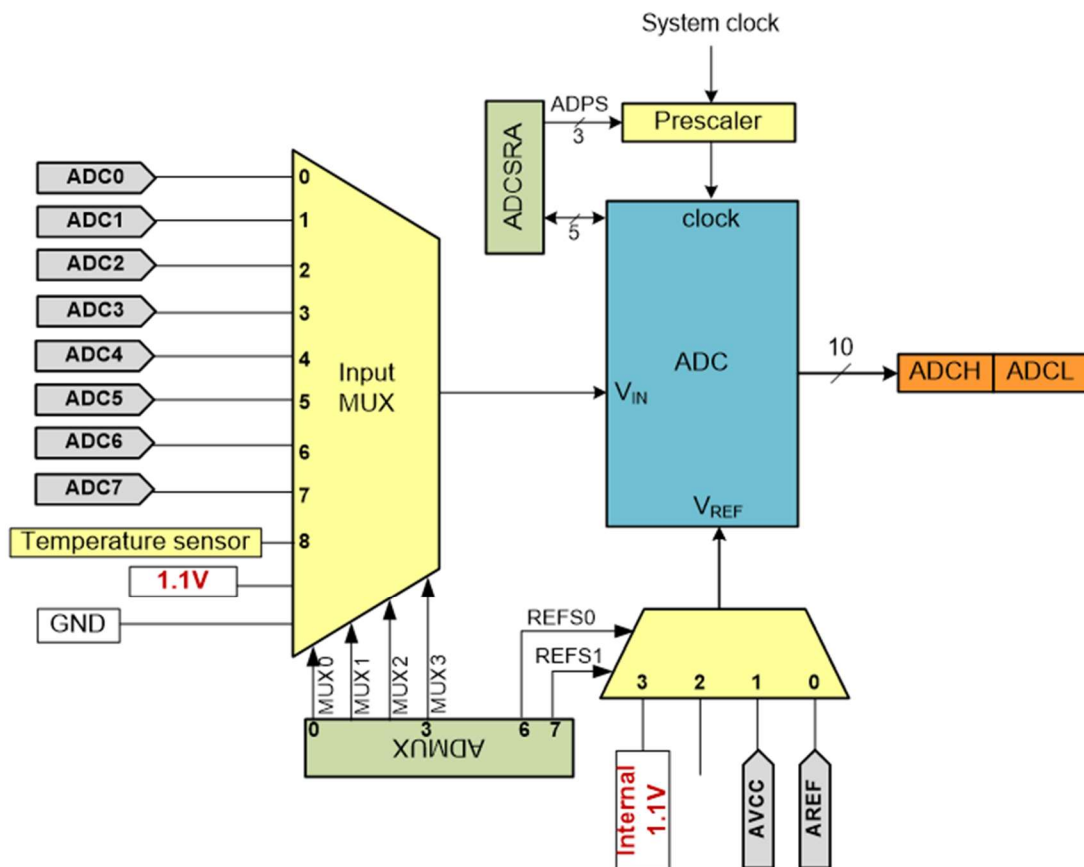 System clock
ADPS
3
Prescaler
ADCSRA
5
clock
ADC0
0
ADC1
1
ADC2
2
ADC3
3
ADC4
4
ADC5
5
ADC6
6
ADC7
7
Temperature sensor
8
1.1V
GND
Input
MUX
VIN
ADC
VREF
10
ADCH ADCL
MUX0
MUX1
MUX2
MUX3
REFS0
REFS1
0 3 6 7
ADMUX
3 2 1 0
Internal
1.1V
AVCC
AREF